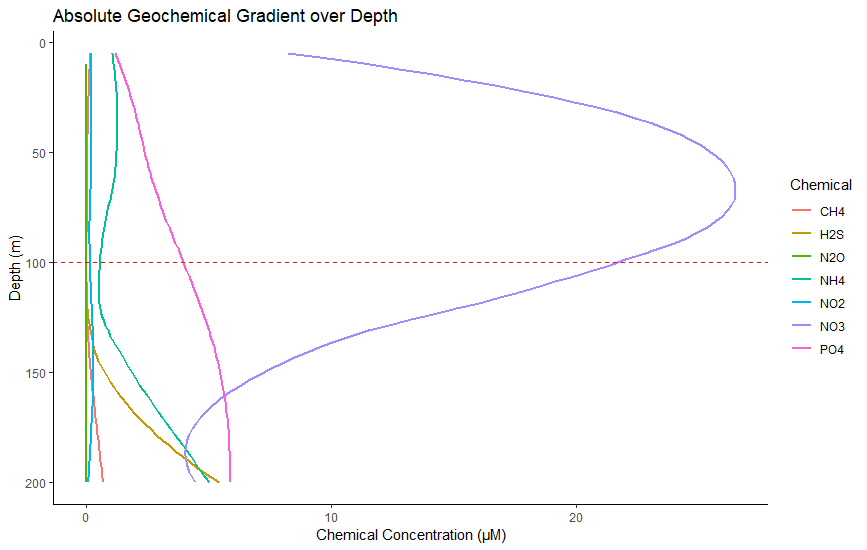 Absolute Geochemical Gradient over Depth
0
50
100
150
200
Depth (m)
0
10
20
Chemical Concentration (µM)
Chemical
CH4
H2S
N2O
NH4
NO2
NO3
PO4